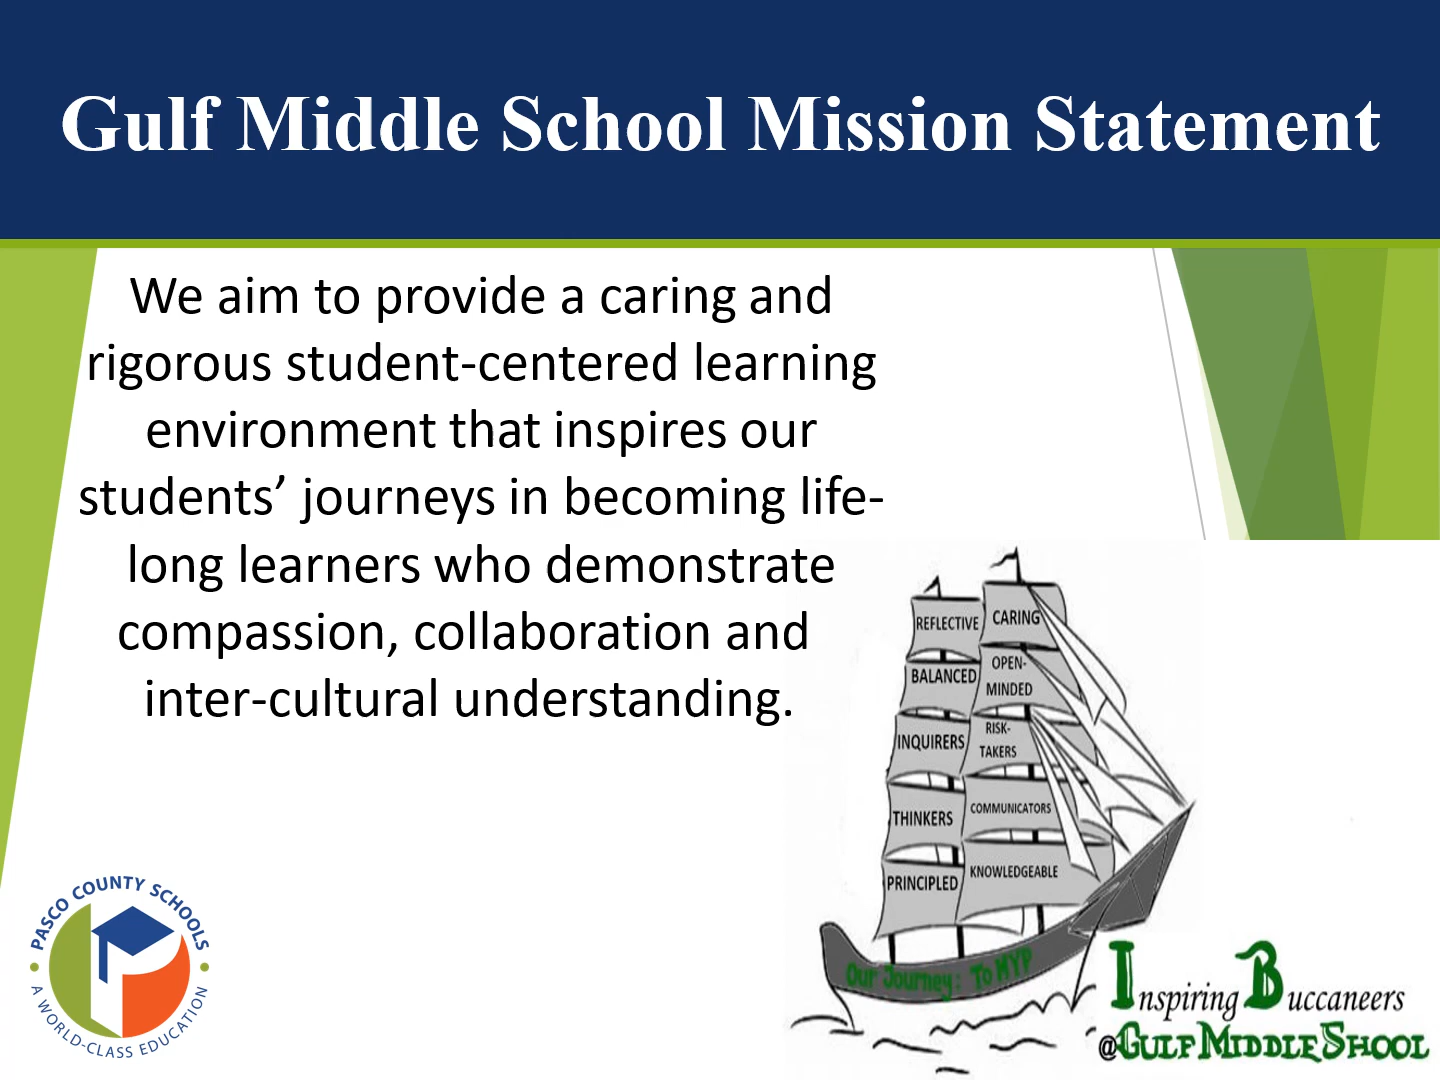 Gulf Middle School Mission Statement
We aim to provide a caring and
rigorous student-centered learning
environment that inspires our
students’ journeys in becoming life-
long learners who demonstrate
compassion, collaboration and
inter-cultural understanding.
REFLECTIVE
CARING
BALANCED
OPEN-
MINDED
INQUIRERS
RISK-
TAKERS
THINKERS
COMMUNICATORS
PRINCIPLED
KNOWLEDGEABLE
Our Journey: To MYP
Inspiring Buccaneers
@GULF MIDDLE SHOOL
PASCO COUNTY SCHOOLS
A WORLD-CLASS EDUCATION